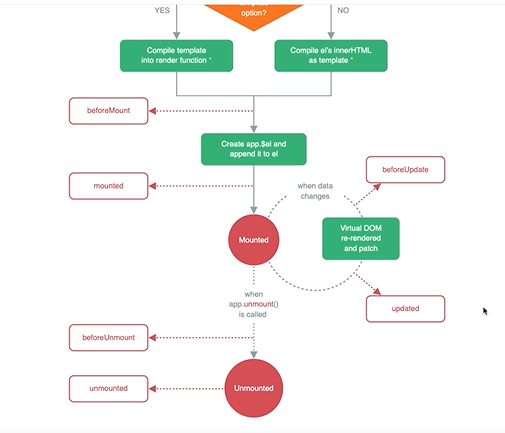 YES
option?
NO
Compile template
into render function *
Compile el's innerHTML
as template *
beforeMount
Create app.$el and
append it to el
mounted
when data
changes
beforeUpdate
Mounted
Virtual DOM
re-rendered
and patch
when
app.unmount()
is called
updated
beforeUnmount
unmounted
Unmounted